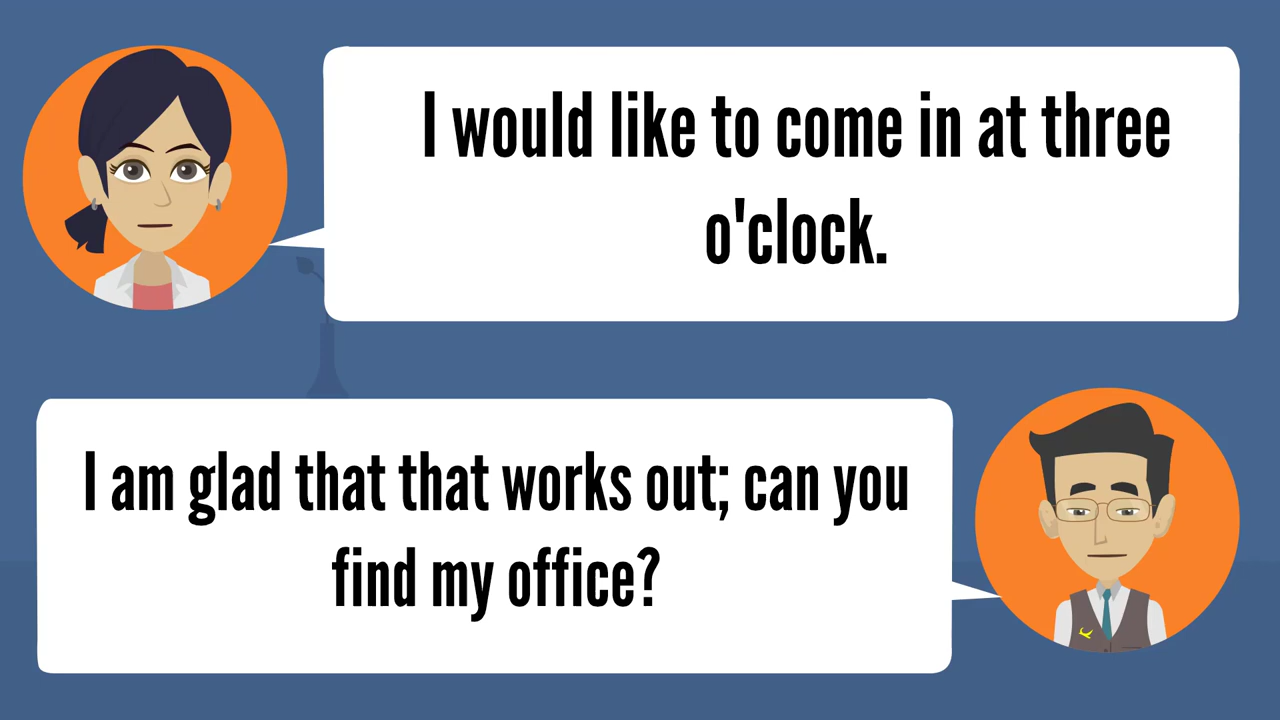 I would like to come in at three
o'clock.
I am glad that that works out; can you
find my office?